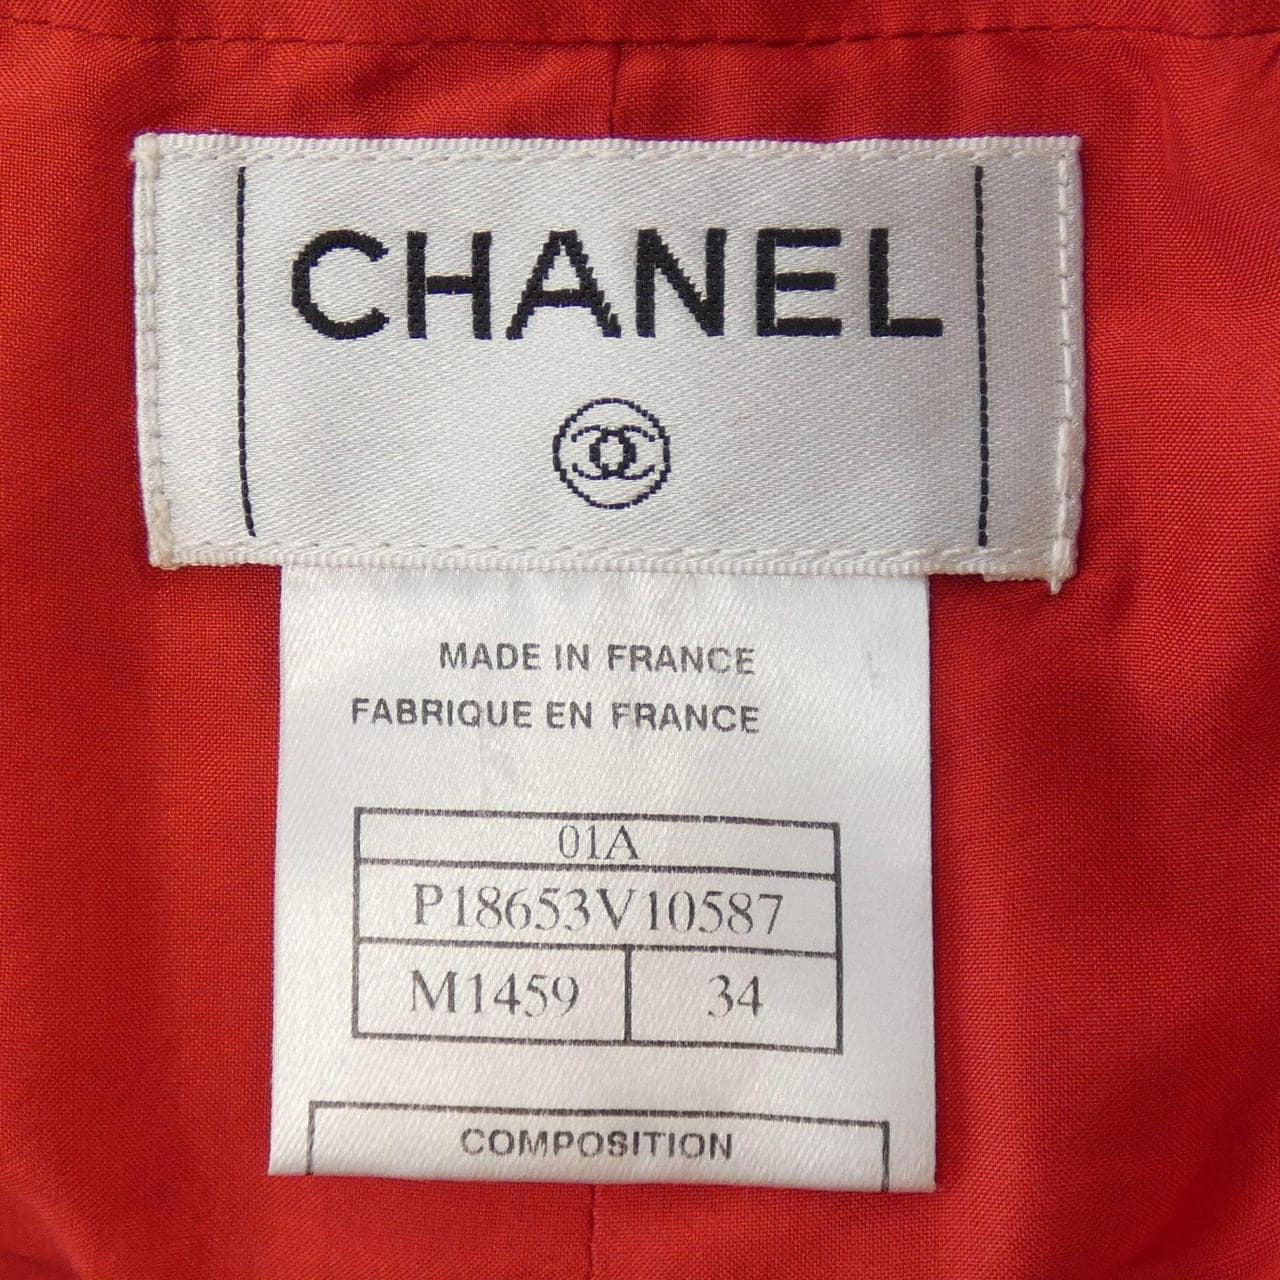 CHANEL
MADE IN FRANCE
FABRIQUE EN FRANCE
01A
P18653V10587
M1459 34
COMPOSITION